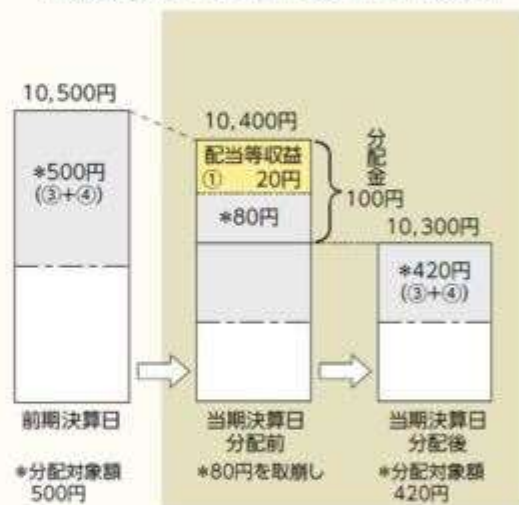 10,500円
*500円
(③+④)
10,400円
配当等収益
① 20円
*80円
分配金
100円
10,300円
*420円
(③+④)
前期決算日
当期決算日
分配前
当期決算日
分配後
*分配対象額
500円
*80円を取崩し
*分配対象額
420円